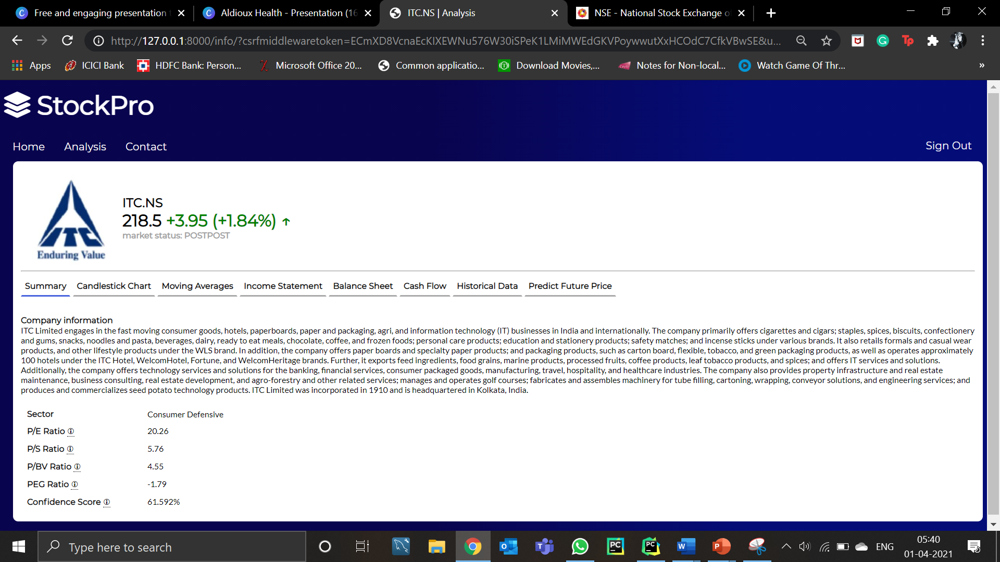 Free and engaging presentation
Aldioux Health - Presentation (16
ITC.NS | Analysis
NSE - National Stock Exchange of
http://127.0.0.1:8000/info/?csrfmiddlewaretoken=ECmXD8VcnaEcKIXEWNu576W30iSPeK1LMiMWEdGKVPoywwutXxHCOdC7CfkVBwSE&u...
Apps
ICICI Bank
HDFC Bank: Person...
Microsoft Office 20...
Common applicatio...
Download Movies,...
Notes for Non-local...
Watch Game Of Thr...
»
StockPro
Home Analysis Contact
Sign Out
ITC
Enduring Value
ITC.NS
218.5 +3.95 (+1.84%) ↑
market status: POSTPOST
Summary Candlestick Chart Moving Averages Income Statement Balance Sheet Cash Flow Historical Data Predict Future Price
Company information
ITC Limited engages in the fast moving consumer goods, hotels, paperboards, paper and packaging, agri, and information technology (IT) businesses in India and internationally. The company primarily offers cigarettes and cigars; staples, spices, biscuits, confectionery
and gums, snacks, noodles and pasta, beverages, dairy, ready to eat meals, chocolate, coffee, and frozen foods; personal care products; education and stationery products; safety matches; and incense sticks under various brands. It also retails formals and casual wear
products, and other lifestyle products under the WLS brand. In addition, the company offers paper boards and specialty paper products; and packaging products, such as carton board, flexible, tobacco, and green packaging products, as well as operates approximately
100 hotels under the ITC Hotel, WelcomHotel, Fortune, and WelcomHeritage brands. Further, it exports feed ingredients, food grains, marine products, processed fruits, coffee products, leaf tobacco products, and spices; and offers IT services and solutions.
Additionally, the company offers technology services and solutions for the banking, financial services, consumer packaged goods, manufacturing, travel, hospitality, and healthcare industries. The company also provides property infrastructure and real estate
maintenance, business consulting, real estate development, and agro-forestry and other related services; manages and operates golf courses; fabricates and assembles machinery for tube filling, cartoning, wrapping, conveyor solutions, and engineering services; and
produces and commercializes seed potato technology products. ITC Limited was incorporated in 1910 and is headquartered in Kolkata, India.
Sector Consumer Defensive
P/E Ratio 20.26
P/S Ratio 5.76
P/BV Ratio 4.55
PEG Ratio -1.79
Confidence Score 61.592%
Type here to search
ENG
05:40
01-04-2021